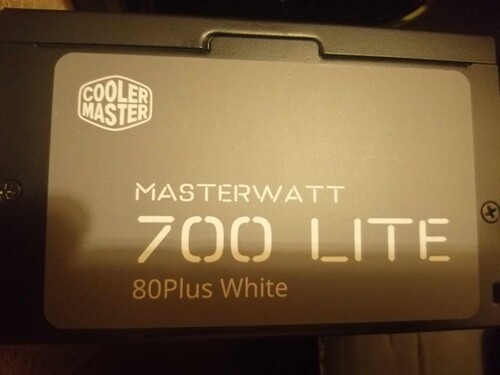 COOLER
MASTER
MASTERWATT
700 LITE
80Plus White